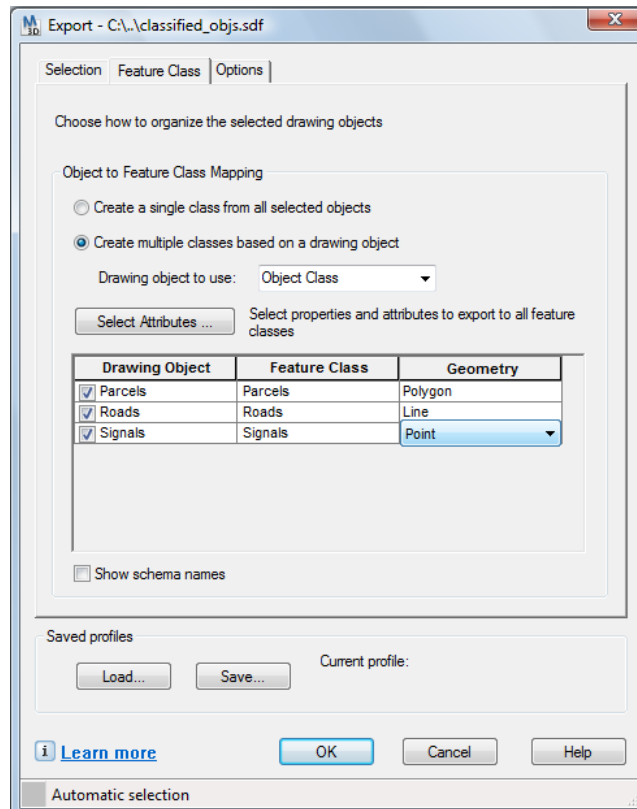 M 3D Export - C:\..\classified_objs.sdf
Selection Feature Class Options
Choose how to organize the selected drawing objects
Object to Feature Class Mapping
Create a single class from all selected objects
Create multiple classes based on a drawing object
Drawing object to use: Object Class
Select Attributes ... Select properties and attributes to export to all feature
classes
Drawing Object Feature Class Geometry
Parcels Parcels Polygon
Roads Roads Line
Signals Signals Point
Show schema names
Saved profiles
Current profile:
Load... Save...
i Learn more OK Cancel Help
Automatic selection